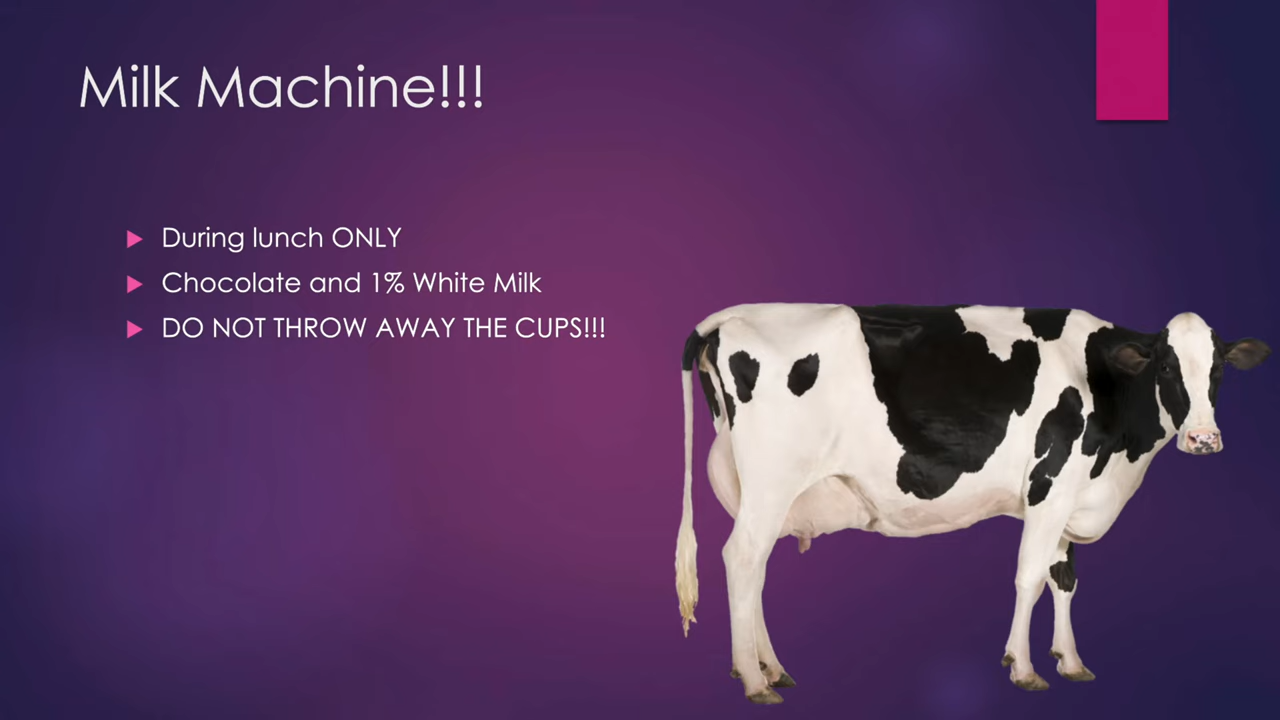 Milk Machine!!!
During lunch ONLY
Chocolate and 1% White Milk
DO NOT THROW AWAY THE CUPS!!!